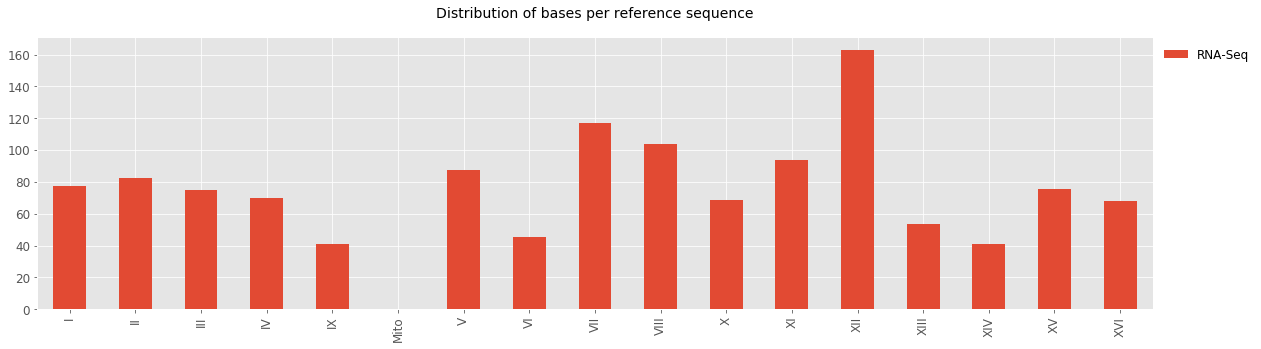 Distribution of bases per reference sequence
RNA-Seq
160
140
120
100
80
60
40
20
0
I
II
III
IV
IX
Mito
V
VI
VII
VIII
X
XI
XII
XIII
XIV
XV
XVI